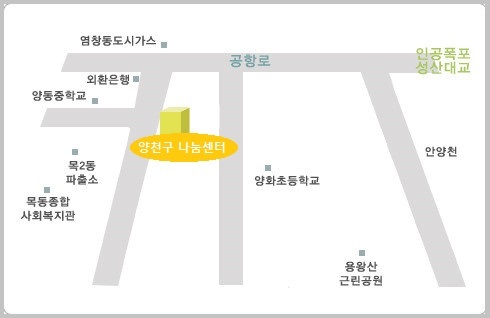 염창동도시가스
공항로
인공폭포
성산대교
외환은행
양동중학교
양천구 나눔센터
안양천
목2동
파출소
양화초등학교
목동종합
사회복지관
용왕산
근린공원